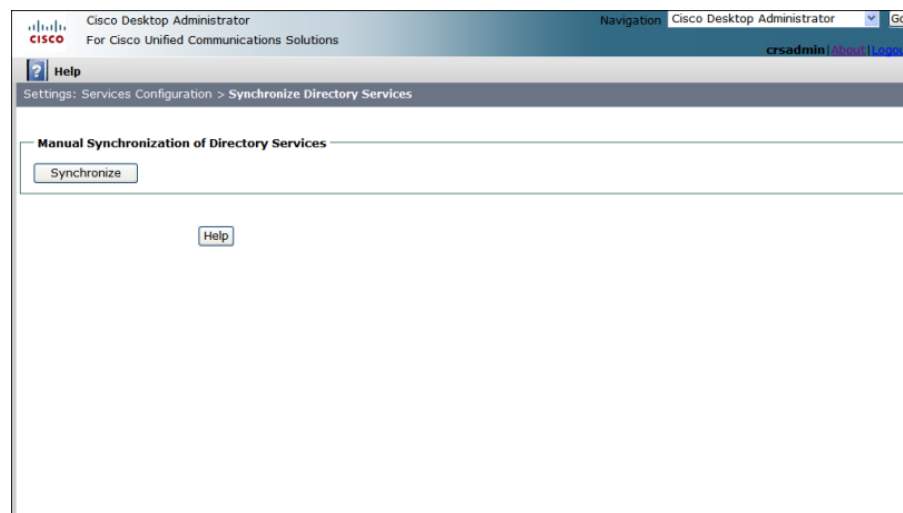 Cisco Desktop Administrator
For Cisco Unified Communications Solutions
CISCO
Navigation Cisco Desktop Administrator
crsadmin|About|
Help
Settings: Services Configuration > Synchronize Directory Services
Manual Synchronization of Directory Services
Synchronize
Help